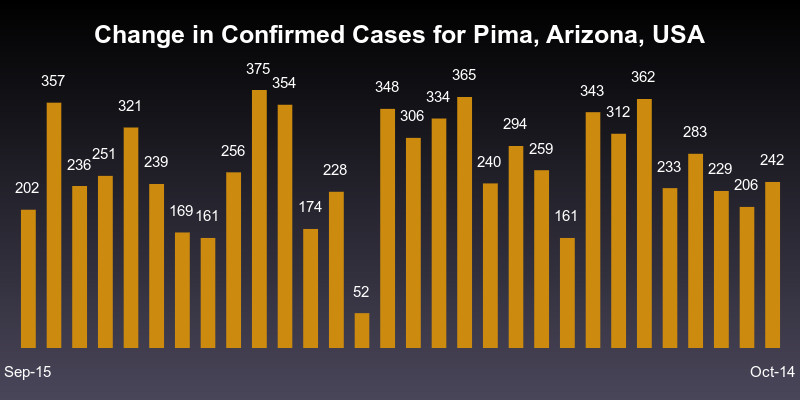 Change in Confirmed Cases for Pima, Arizona, USA
202 357 236 251 321 239 169 161 256 375 354 174 228 52 348 306 334 365 240 294 259 161 343 312 362 233 283 229 206 242
Sep-15 Oct-14